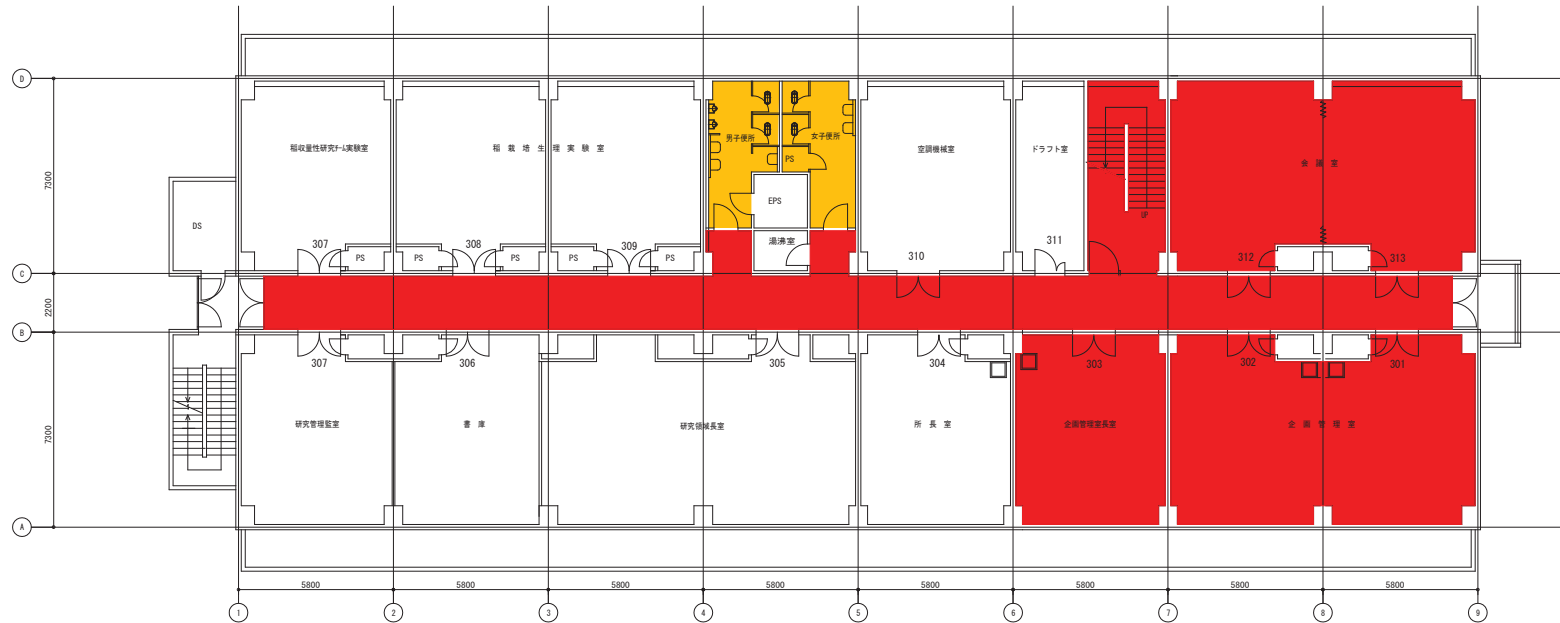 D
男子便所
女子便所
稲収量性研究ﾁｰﾑ実験室
稲栽培生理実験室
空調機械室
ドラフト室
会議室
PS
7300
EPS
UP
DS
湯沸室
307
308
309
310
311
312
313
PS
PS
PS
PS
PS
C
2200
B
307
306
305
304
303
302
301
7300
研究管理監室
書庫
研究領域長室
所長室
企画管理室長室
企画管理室
A
5800
5800
5800
5800
5800
5800
5800
5800
1
2
3
4
5
6
7
8
9